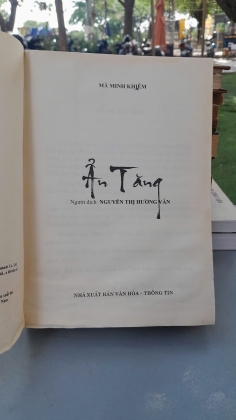 MÃ MINH KHIÊM
Ẩn Tăng
Người dịch NGUYỄN THỊ HƯƠNG VÂN
NHÀ XUẤT BẢN VĂN HÓA - THÔNG TIN